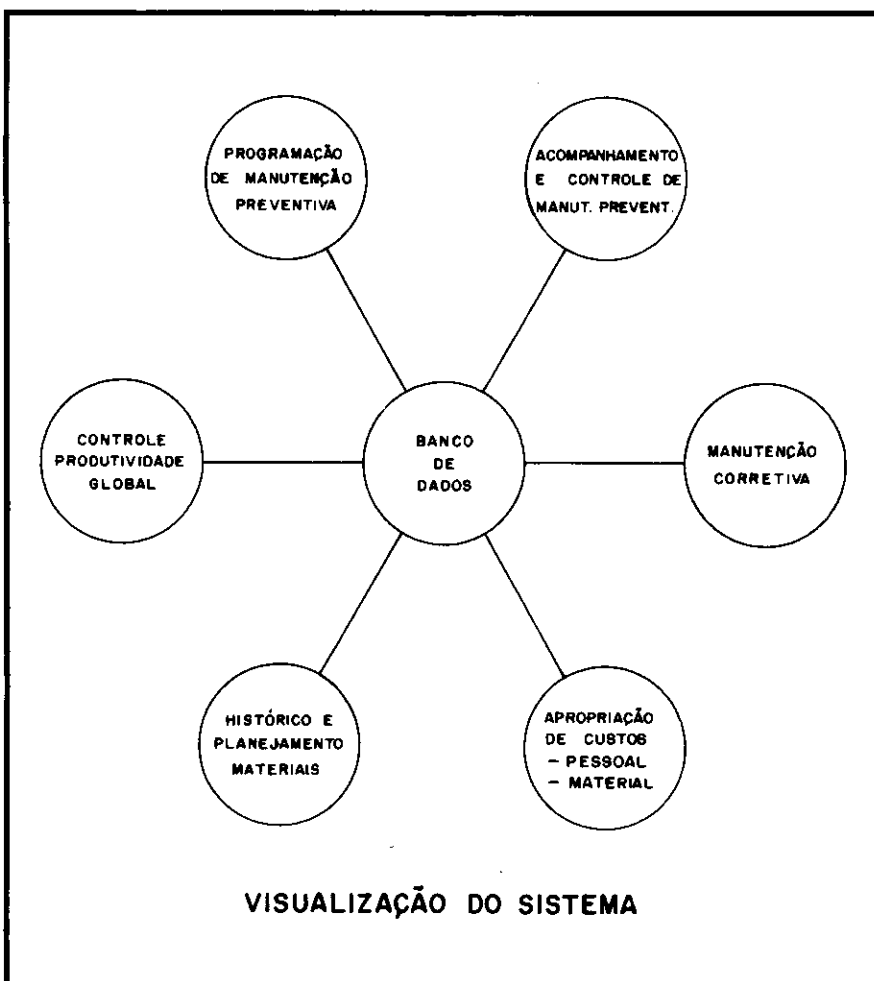 PROGRAMAÇÃO
DE MANUTENÇÃO
PREVENTIVA
ACOMPANHAMENTO
E CONTROLE DE
MANUT. PREVENT.
CONTROLE
PRODUTIVIDADE
GLOBAL
BANCO
DE
DADOS
MANUTENÇÃO
CORRETIVA
HISTÓRICO E
PLANEJAMENTO
MATERIAIS
APROPRIAÇÃO
DE CUSTOS
- PESSOAL
- MATERIAL
VISUALIZAÇÃO DO SISTEMA